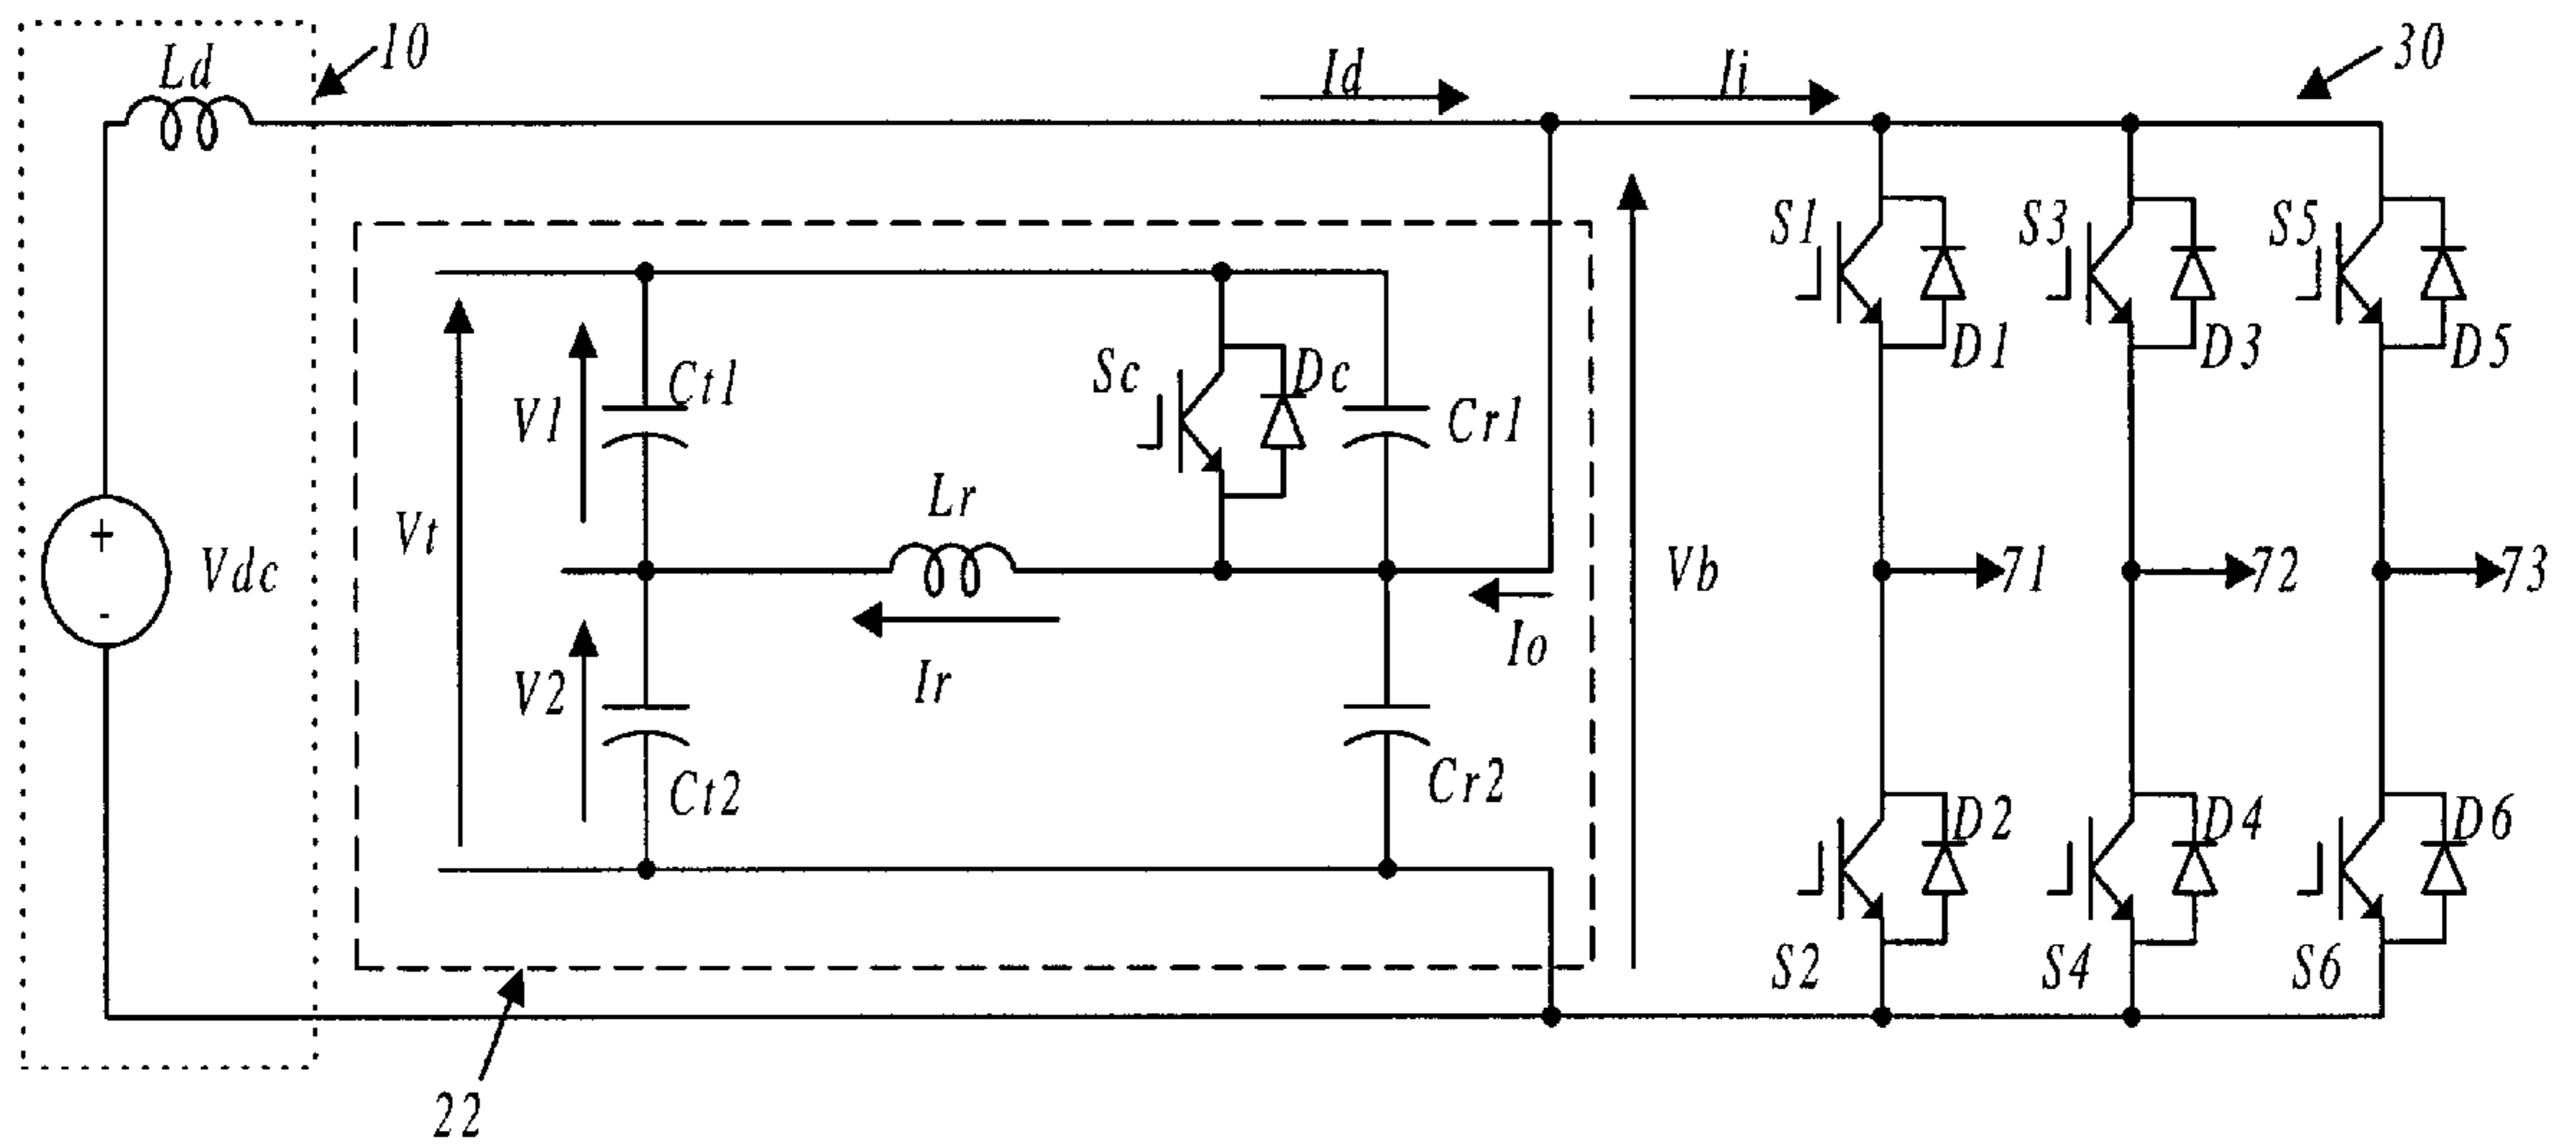 10
Ld
Id
Ii
30
S1
S3
S5
D1
D3
D5
Sc
Dc
Ct1
Cr1
V1
Lr
Vt
Vdc
+
-
Vb
71
72
73
Io
Ir
V2
Ct2
Cr2
D2
D4
D6
S2
S4
S6
22